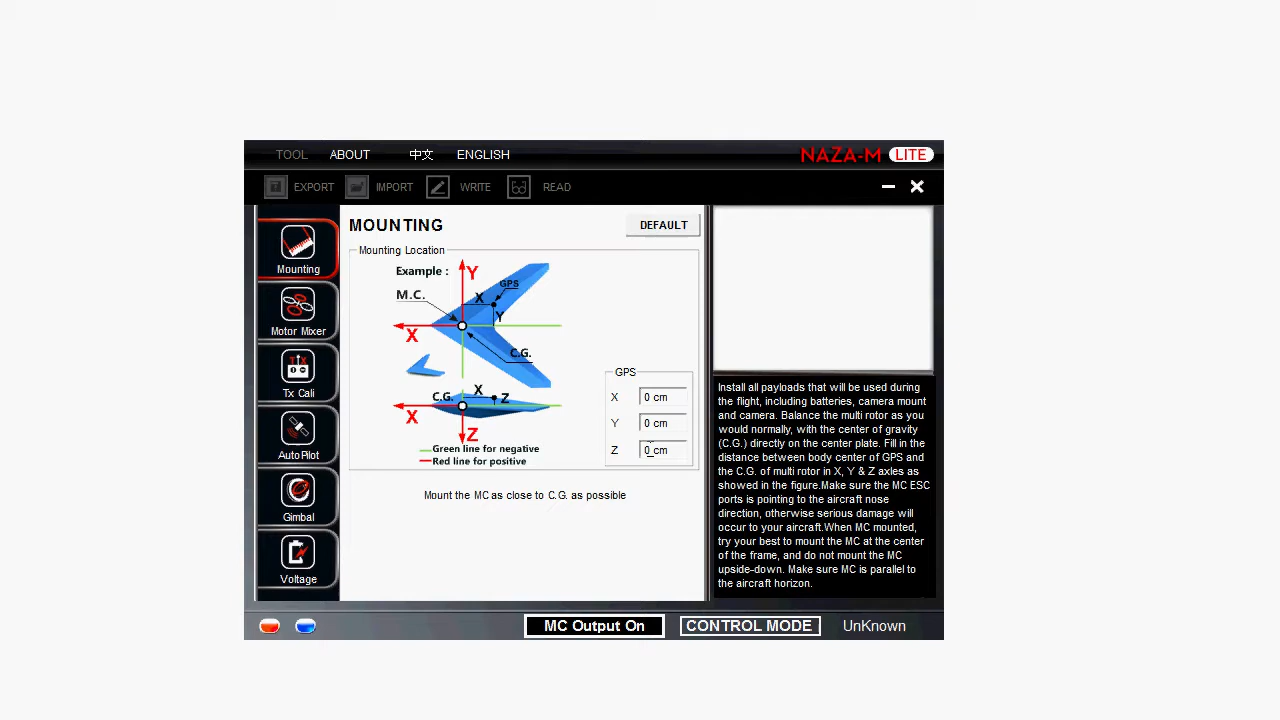 TOOL ABOUT 中文 ENGLISH NAZA-M LITE
EXPORT IMPORT WRITE READ
Mounting
Motor Mixer
Tx Cali
AutoPilot
Gimbal
Voltage
MOUNTING DEFAULT
Mounting Location
Example :
Y
GPS
M.C.
X
Y
X
C.G.
C.G.
X
Z
X
Z
Green line for negative
Red line for positive
GPS
X 0 cm
Y 0 cm
Z 0 cm
Mount the MC as close to C.G. as possible
Install all payloads that will be used during
the flight, including batteries, camera mount
and camera. Balance the multi rotor as you
would normally, with the center of gravity
(C.G.) directly on the center plate. Fill in the
distance between body center of GPS and
the C.G. of multi rotor in X, Y & Z axles as
showed in the figure.Make sure the MC ESC
ports is pointing to the aircraft nose
direction, otherwise serious damage will
occur to your aircraft.When MC mounted,
try your best to mount the MC at the center
of the frame, and do not mount the MC
upside-down. Make sure MC is parallel to
the aircraft horizon.
MC Output On CONTROL MODE UnKnown